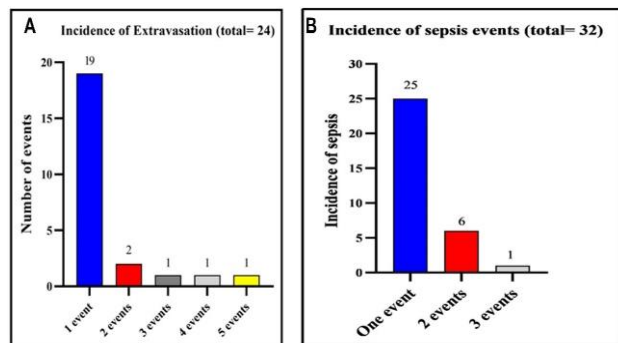 A
Incidence of Extravasation (total= 24)
Number of events
20
15
10
5
0
19
2
1
1
1
1 event
2 events
3 events
4 events
5 events
B
Incidence of sepsis events (total= 32)
Incidence of sepsis
30
25
20
15
10
5
0
25
6
1
One event
2 events
3 events